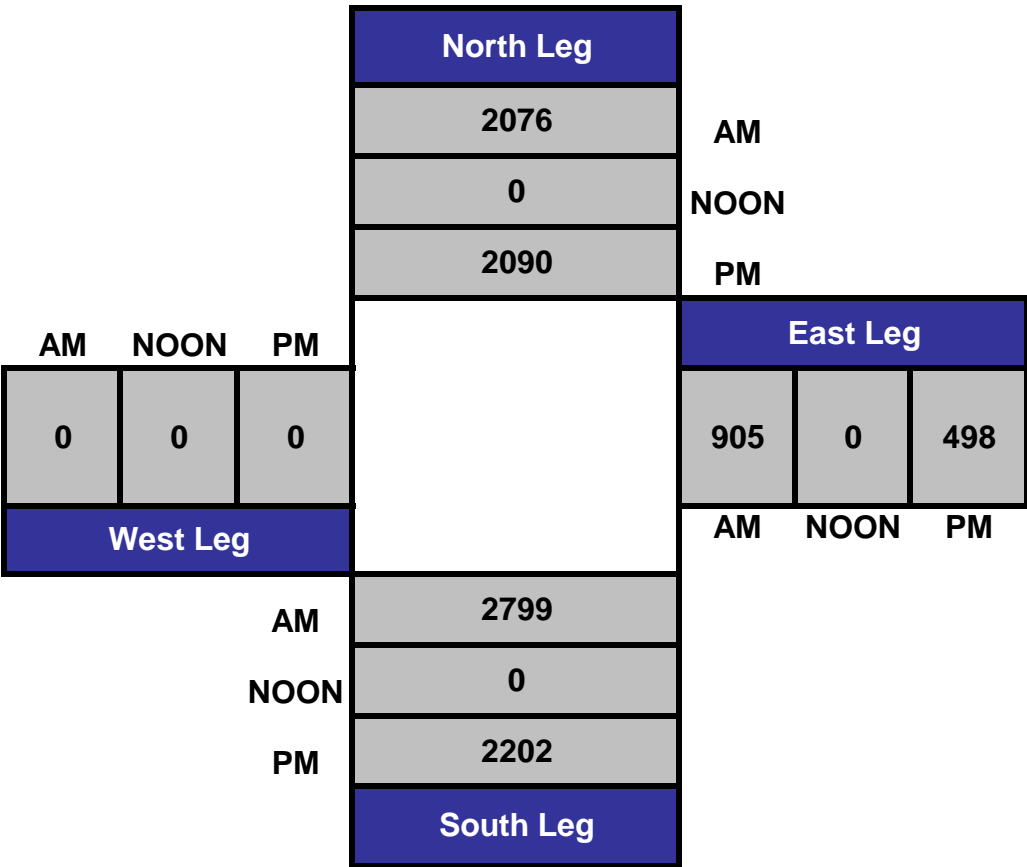 North Leg
2076 AM
0 NOON
2090 PM
AM NOON PM East Leg
0 0 0 905 0 498
West Leg AM NOON PM
AM 2799
NOON 0
PM 2202
South Leg